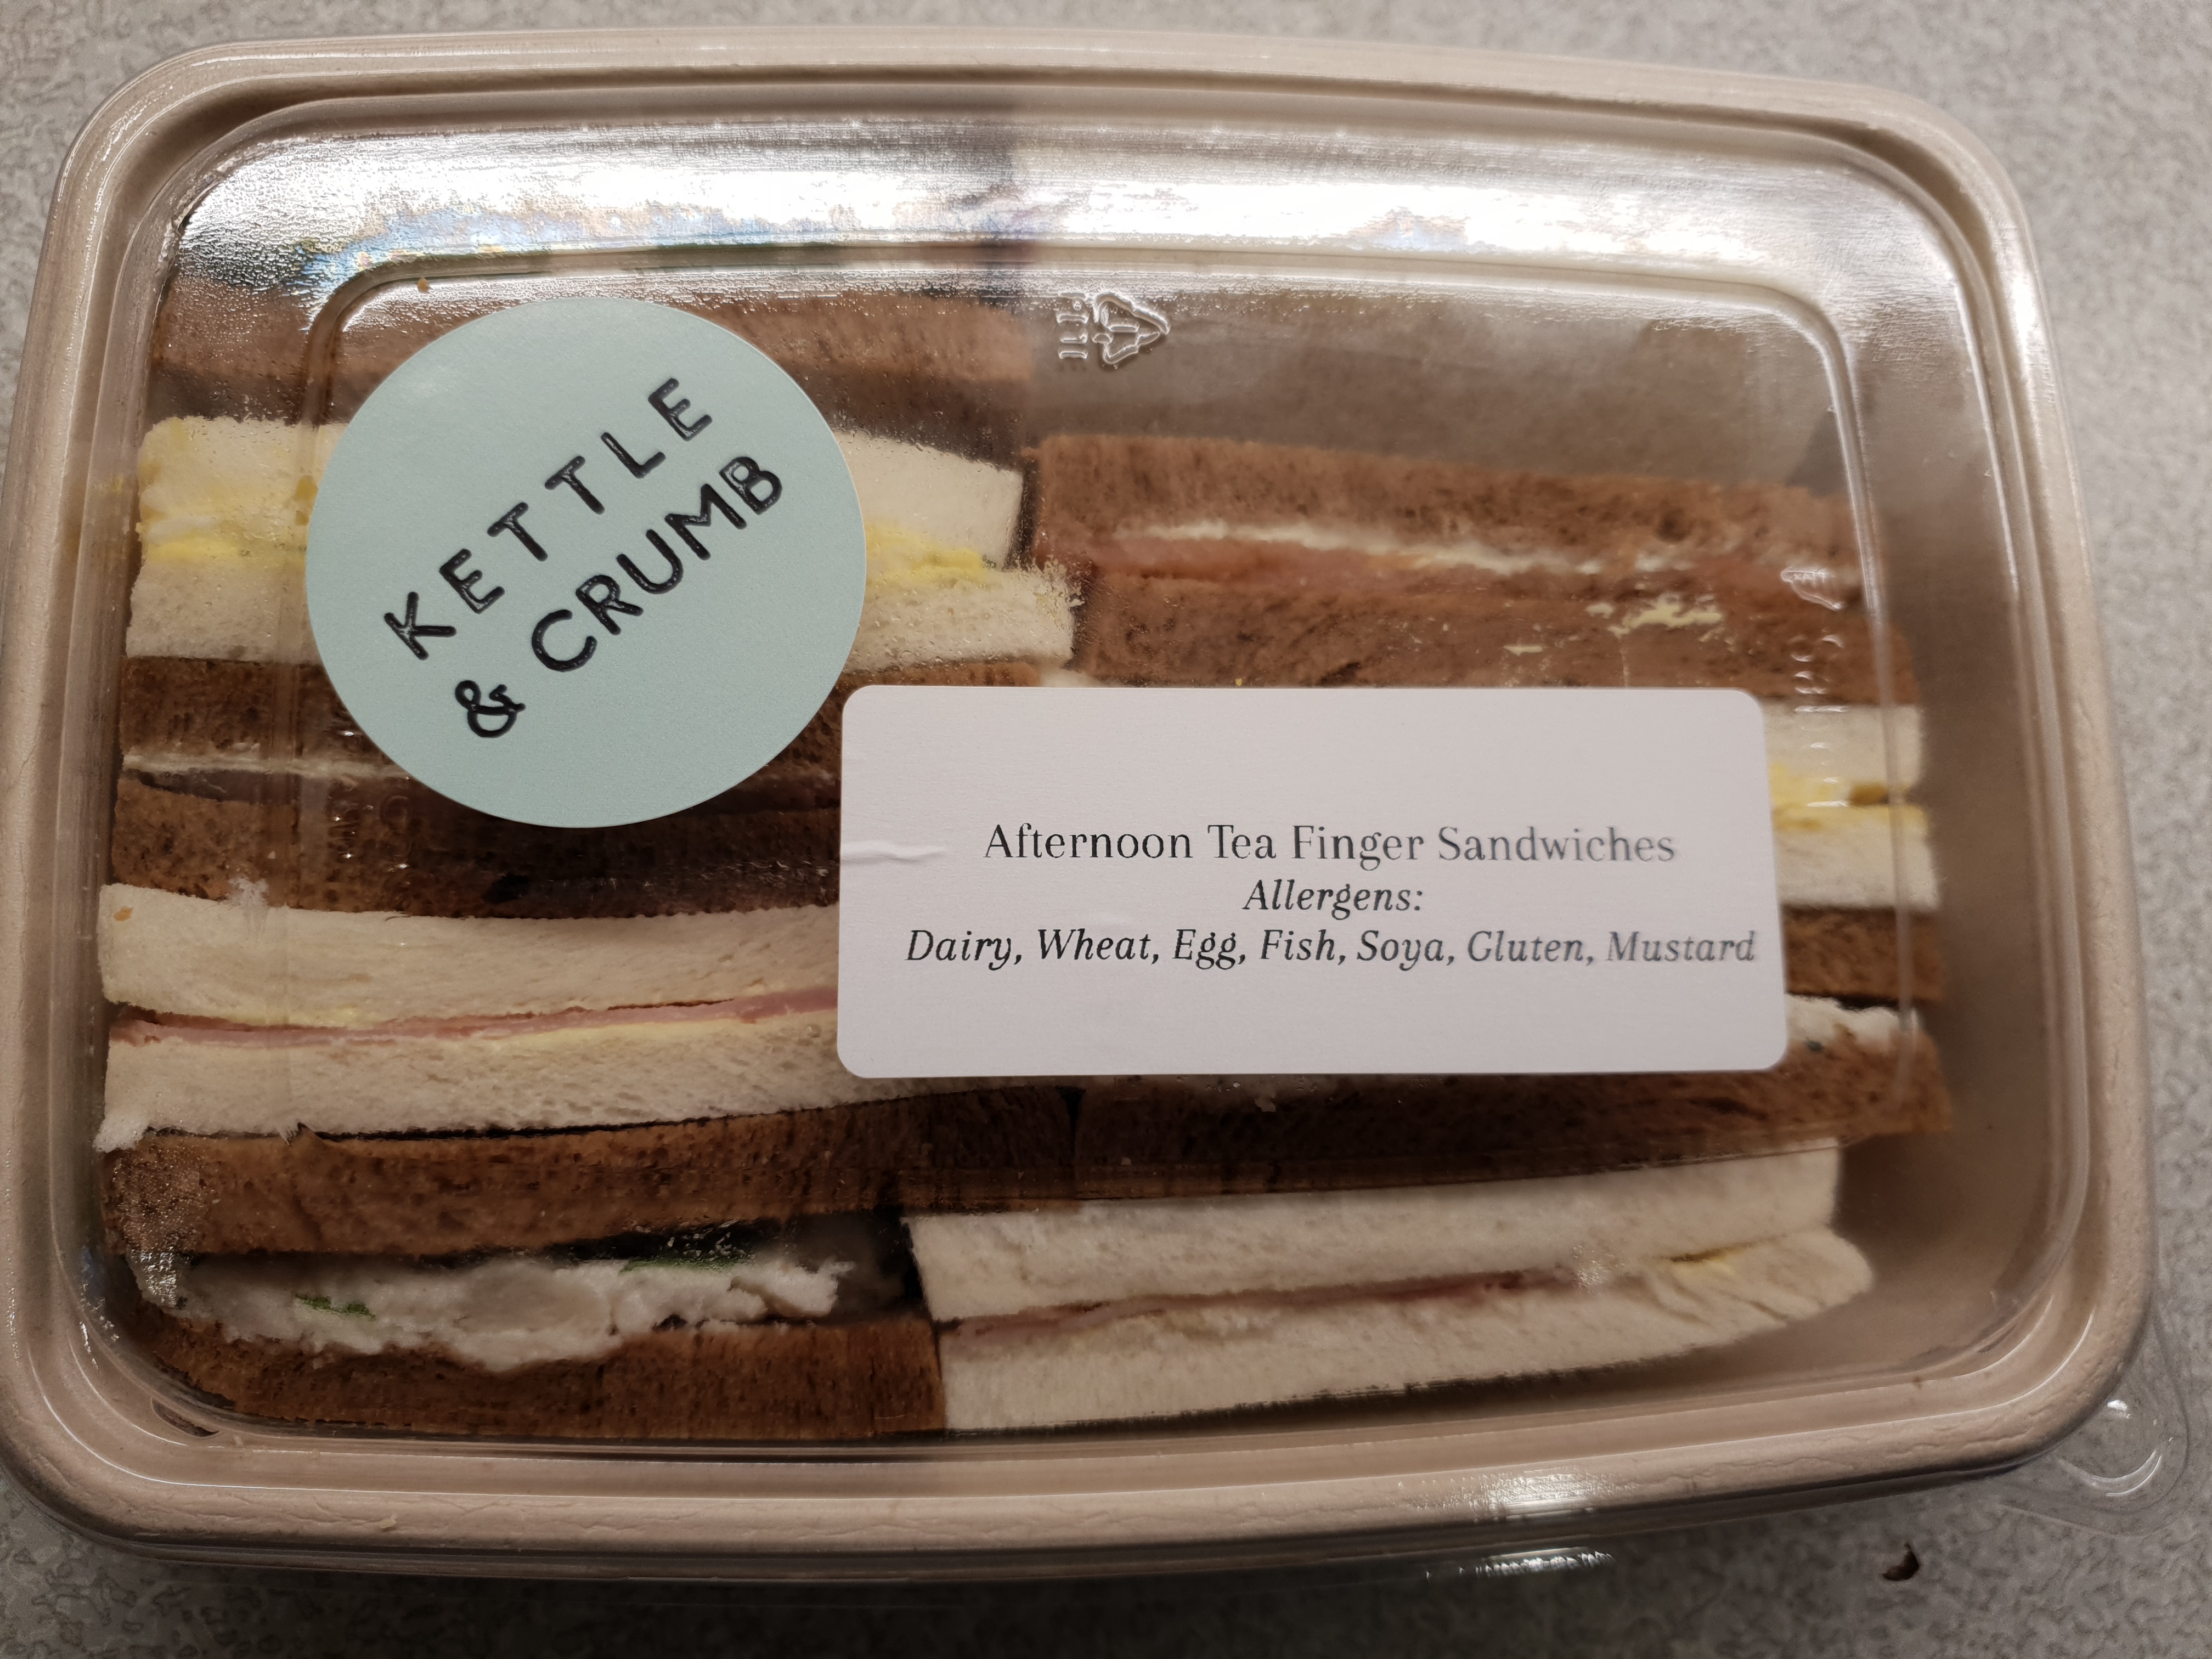 KETTLE
& CRUMB
Afternoon Tea Finger Sandwiches
Allergens:
Dairy, Wheat, Egg, Fish, Soya, Gluten, Mustard